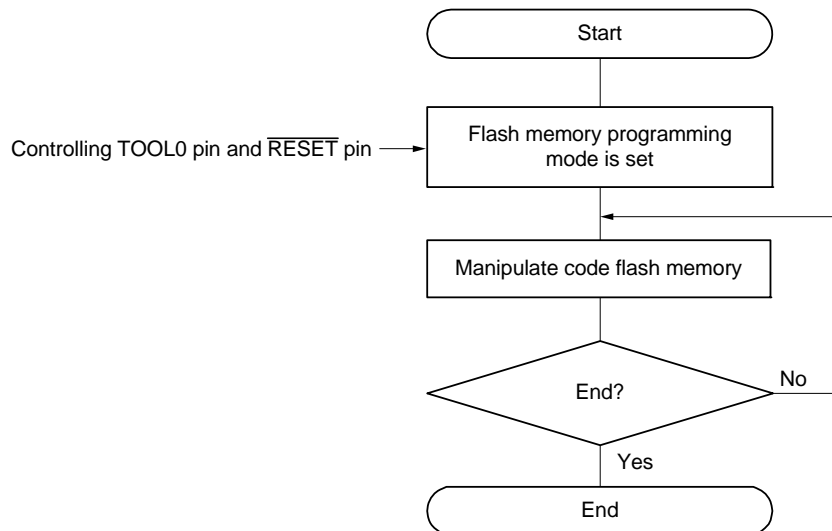 Start
Controlling TOOL0 pin and R̅E̅S̅E̅T̅ pin
Flash memory programming
mode is set
Manipulate code flash memory
End?
No
Yes
End